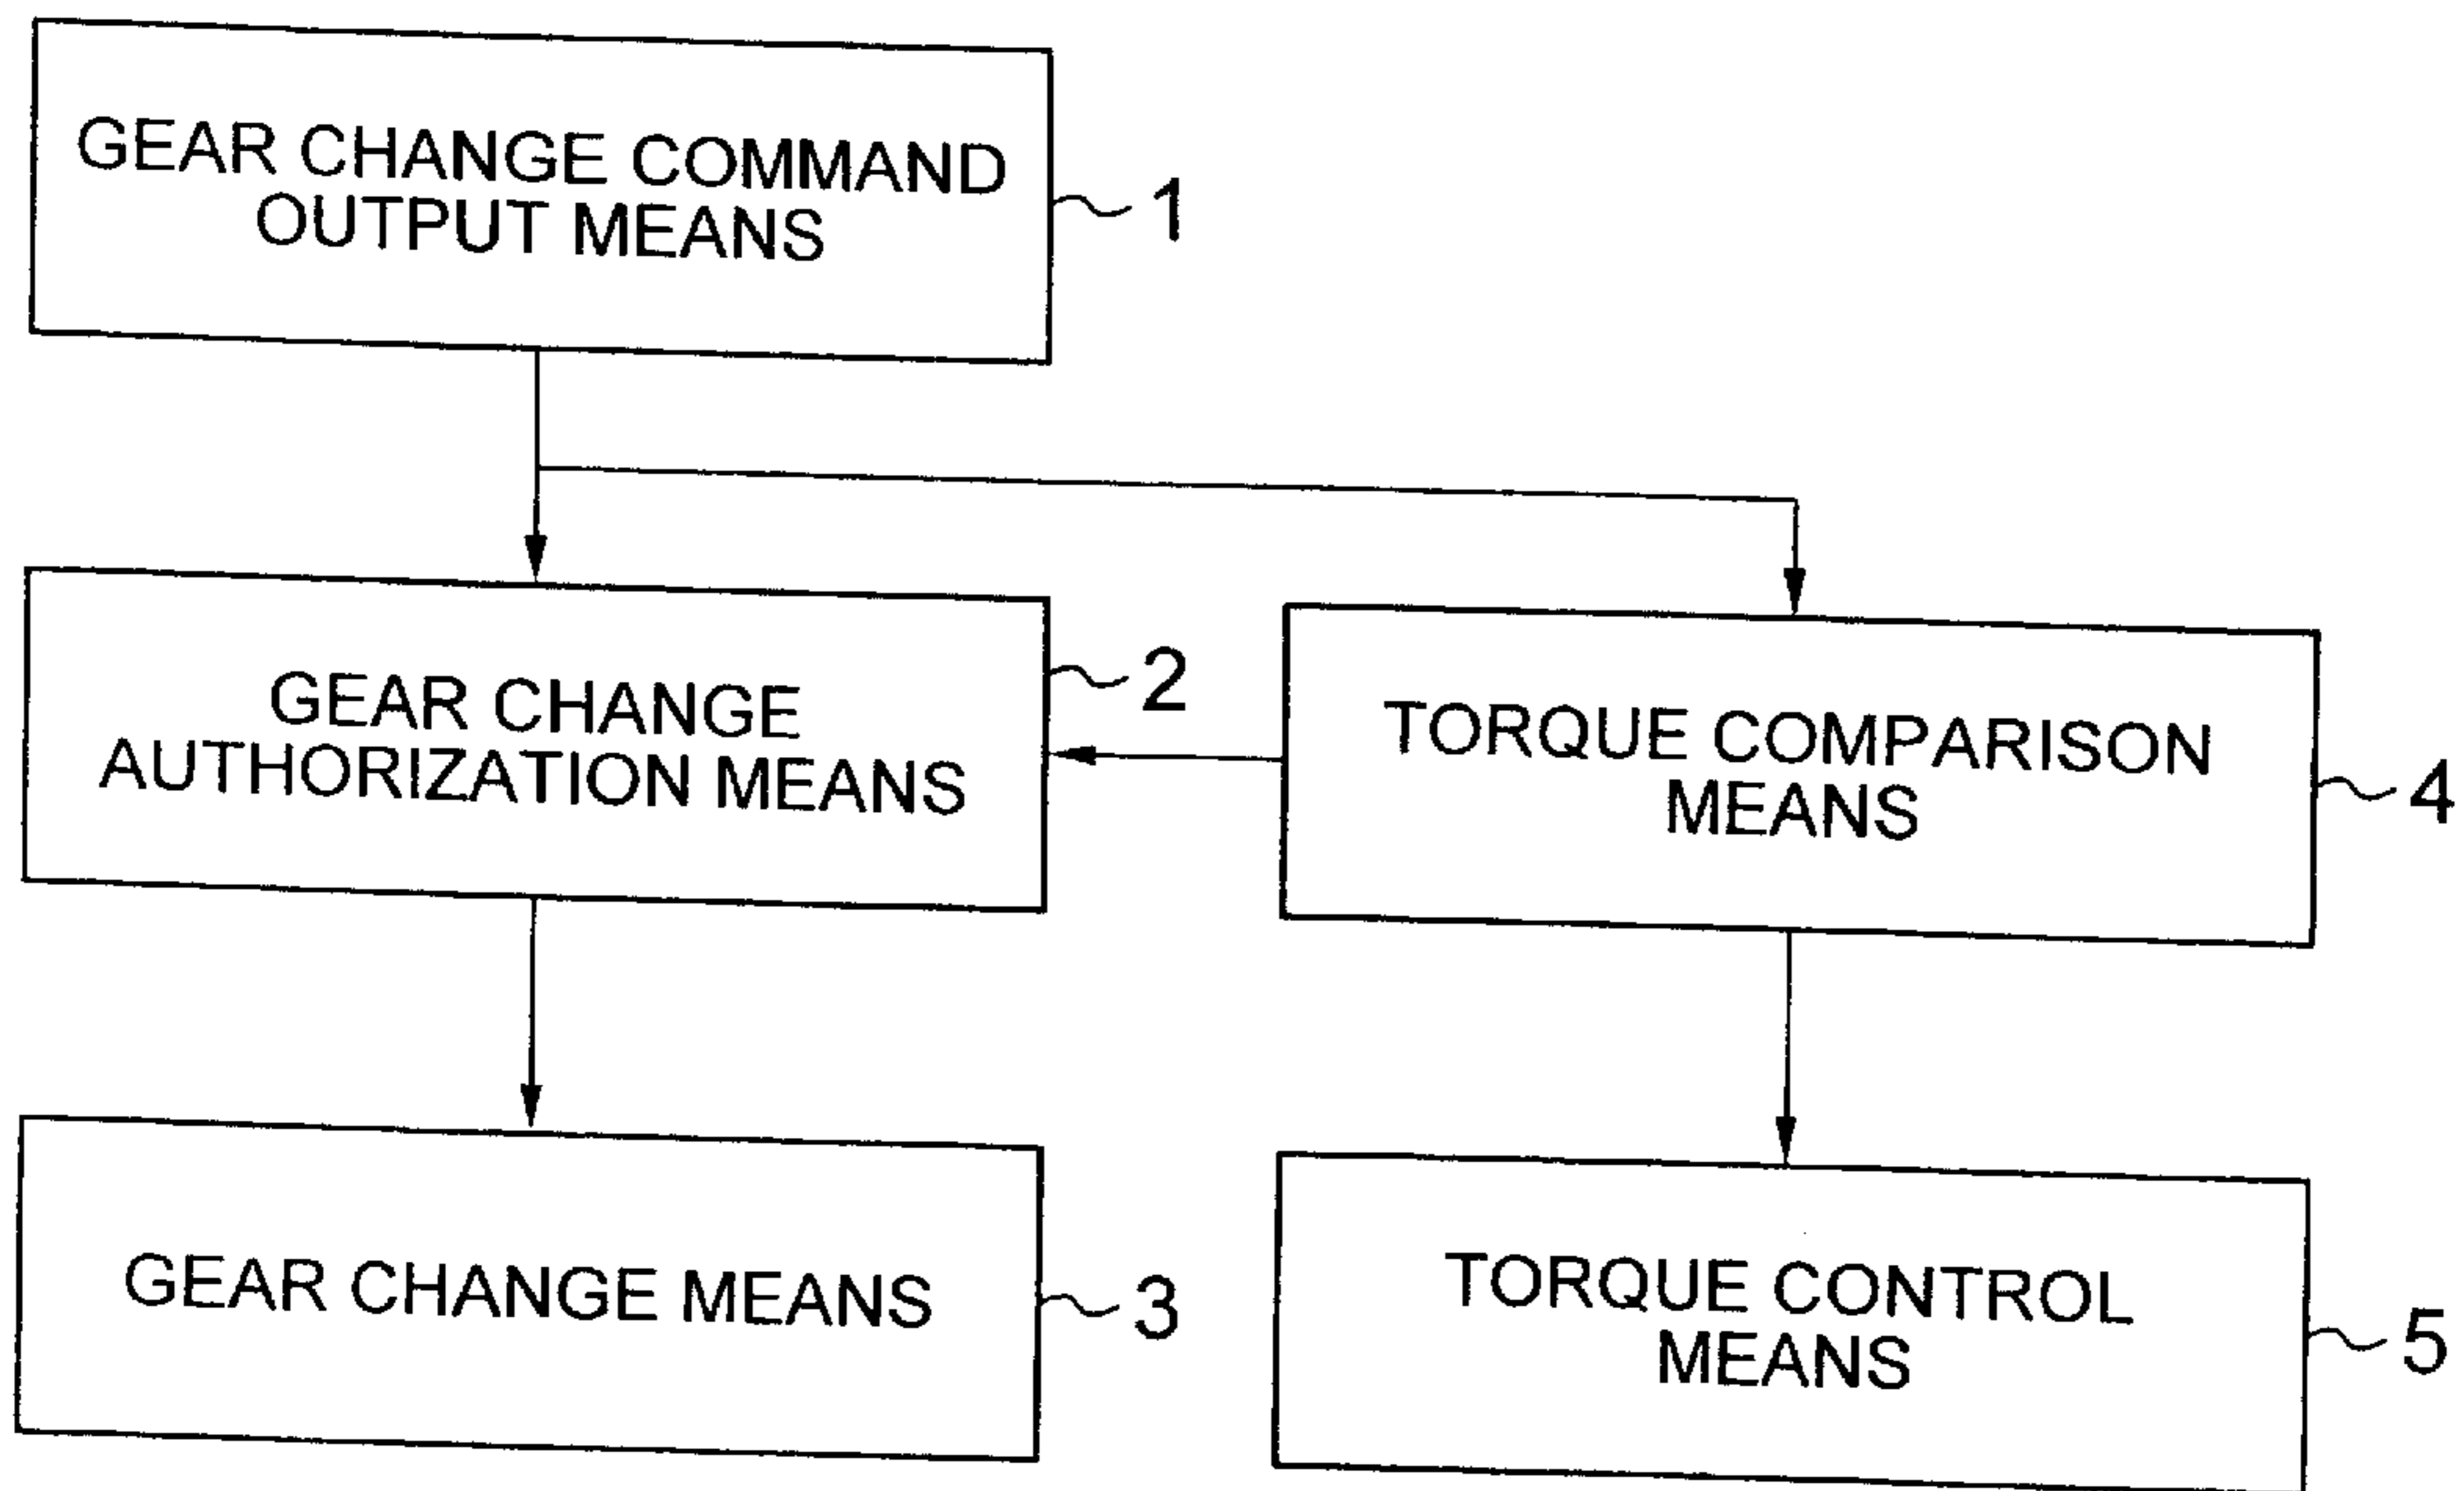 GEAR CHANGE COMMAND
OUTPUT MEANS
1
GEAR CHANGE
AUTHORIZATION MEANS
2
TORQUE COMPARISON
MEANS
4
GEAR CHANGE MEANS
3
TORQUE CONTROL
MEANS
5